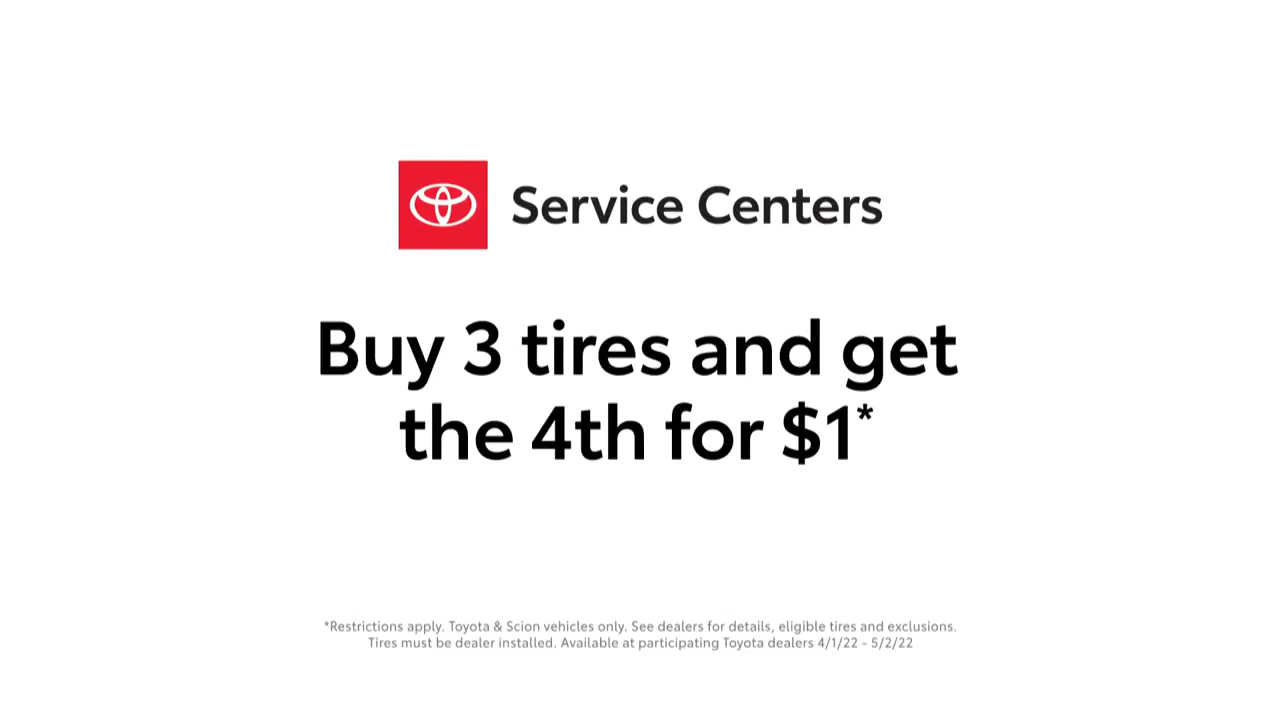 Service Centers
Buy 3 tires and get
the 4th for $1*
*Restrictions apply. Toyota & Scion vehicles only. See dealers for details, eligible tires and exclusions.
Tires must be dealer installed. Available at participating Toyota dealers 4/1/22 - 5/2/22